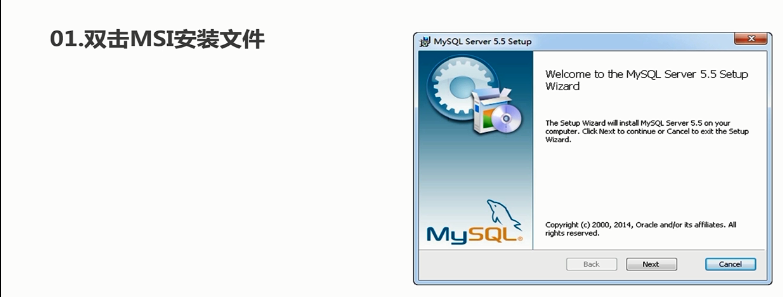 01.双击MSI安装文件
MySQL Server 5.5 Setup
Welcome to the MySQL Server 5.5 Setup
Wizard
The Setup Wizard will install MySQL Server 5.5 on your
computer. Click Next to continue or Cancel to exit the Setup
Wizard.
MySQL®
Copyright (c) 2000, 2014, Oracle and/or its affiliates. All
rights reserved.
Back Next Cancel